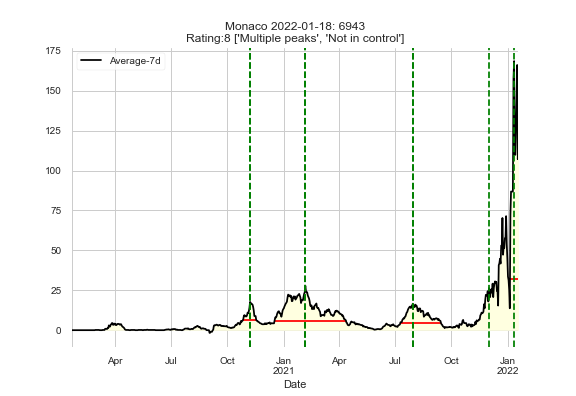 Monaco 2022-01-18: 6943
Rating:8 ['Multiple peaks', 'Not in control']
Average-7d
175
150
125
100
75
50
25
0
Apr Jul Oct Jan Apr Jul Oct Jan
2021 2022
Date